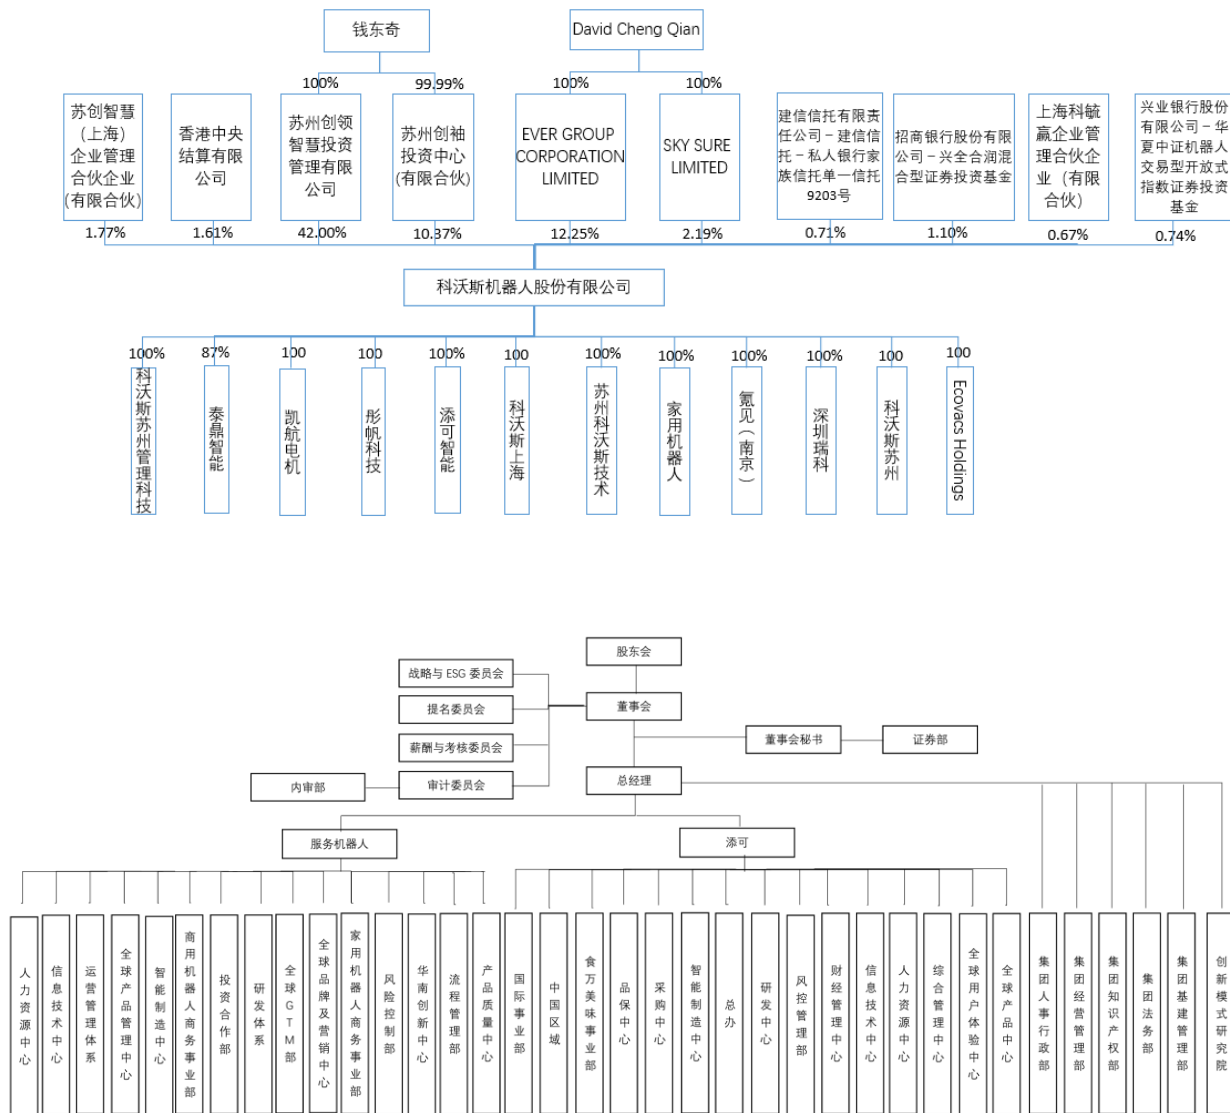 钱东奇
David Cheng Qian
100%
99.99%
100%
100%
苏创智慧
（上海）
企业管理
合伙企业
(有限合伙)
香港中央
结算有限
公司
苏州创领
智慧投资
管理有限
公司
苏州创袖
投资中心
(有限合伙)
EVER GROUP
CORPORATION
LIMITED
SKY SURE
LIMITED
建信信托有限责
任公司－建信信
托－私人银行家
族信托单一信托
9203号
招商银行股份有限
公司－兴全合润混
合型证券投资基金
上海科毓
赢企业管
理合伙企
业（有限
合伙）
兴业银行股份
有限公司－华
夏中证机器人
交易型开放式
指数证券投资
基金
1.77%
1.61%
42.00%
10.37%
12.25%
2.19%
0.71%
1.10%
0.67%
0.74%
科沃斯机器人股份有限公司
100%
87%
100
100
100%
100
100%
100%
100%
100%
100
100
科沃斯苏州管理科技
泰鼎智能
凯航电机
彤帆科技
添可智能
科沃斯上海
苏州科沃斯技术
家用机器人
氪见（南京）
深圳瑞科
科沃斯苏州
Ecovacs Holdings
股东会
战略与 ESG 委员会
提名委员会
董事会
薪酬与考核委员会
董事会秘书
证券部
内审部
审计委员会
总经理
服务机器人
添可
人力资源中心
信息技术中心
运营管理体系
全球产品管理中心
智能制造中心
商用机器人商务事业部
投资合作部
研发体系
全球GTM部
全球品牌及营销中心
家用机器人商务事业部
风险控制部
华南创新中心
流程管理部
产品质量中心
国际事业部
中国区域
食万美味事业部
品保中心
采购中心
智能制造中心
总办
研发中心
风控管理部
财经管理中心
信息技术中心
人力资源中心
综合管理中心
全球用户体验中心
全球产品中心
集团人事行政部
集团经营管理部
集团知识产权部
集团法务部
集团基建管理部
创新模式研究院